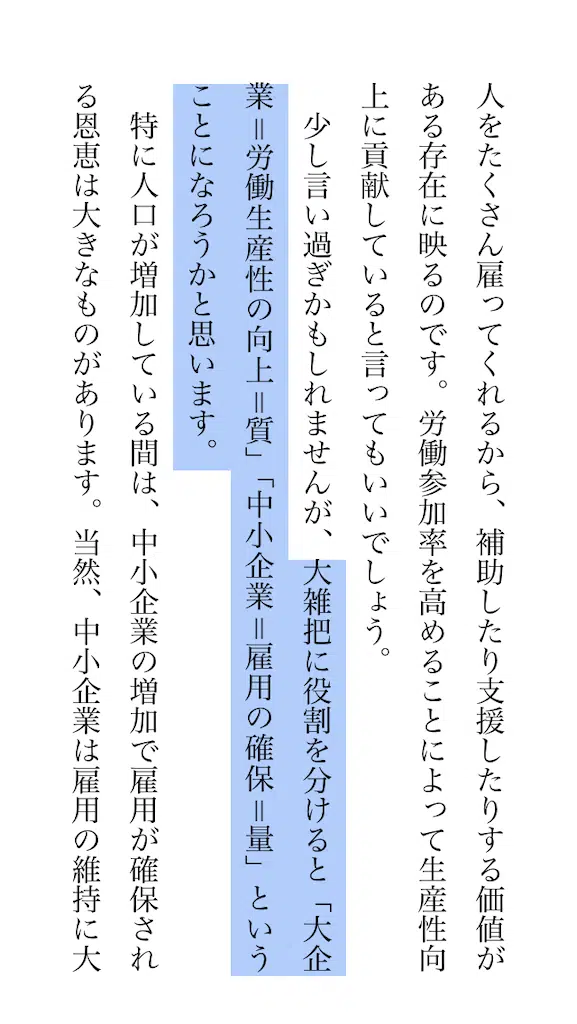 人をたくさん雇ってくれるから、補助したり支援したりする価値が
ある存在に映るのです。労働参加率を高めることによって生産性向
上に貢献していると言ってもいいでしょう。
少し言い過ぎかもしれませんが、大雑把に役割を分けると「大企
業＝労働生産性の向上＝質」「中小企業＝雇用の確保＝量」という
ことになろうかと思います。
特に人口が増加している間は、中小企業の増加で雇用が確保され
る恩恵は大きなものがあります。当然、中小企業は雇用の維持に大